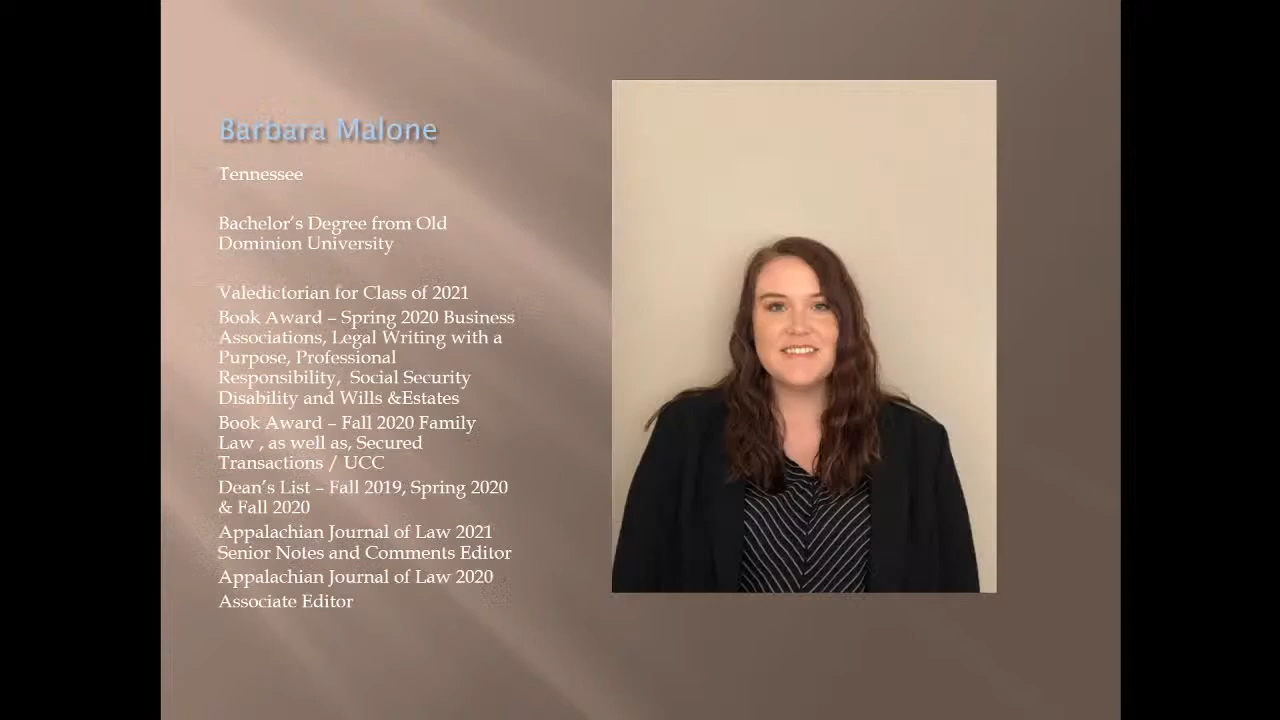 Barbara Malone
Tennessee
Bachelor’s Degree from Old
Dominion University
Valedictorian for Class of 2021
Book Award – Spring 2020 Business
Associations, Legal Writing with a
Purpose, Professional
Responsibility,  Social Security
Disability and Wills &Estates
Book Award – Fall 2020 Family
Law , as well as, Secured
Transactions / UCC
Dean’s List – Fall 2019, Spring 2020
& Fall 2020
Appalachian Journal of Law 2021
Senior Notes and Comments Editor
Appalachian Journal of Law 2020
Associate Editor